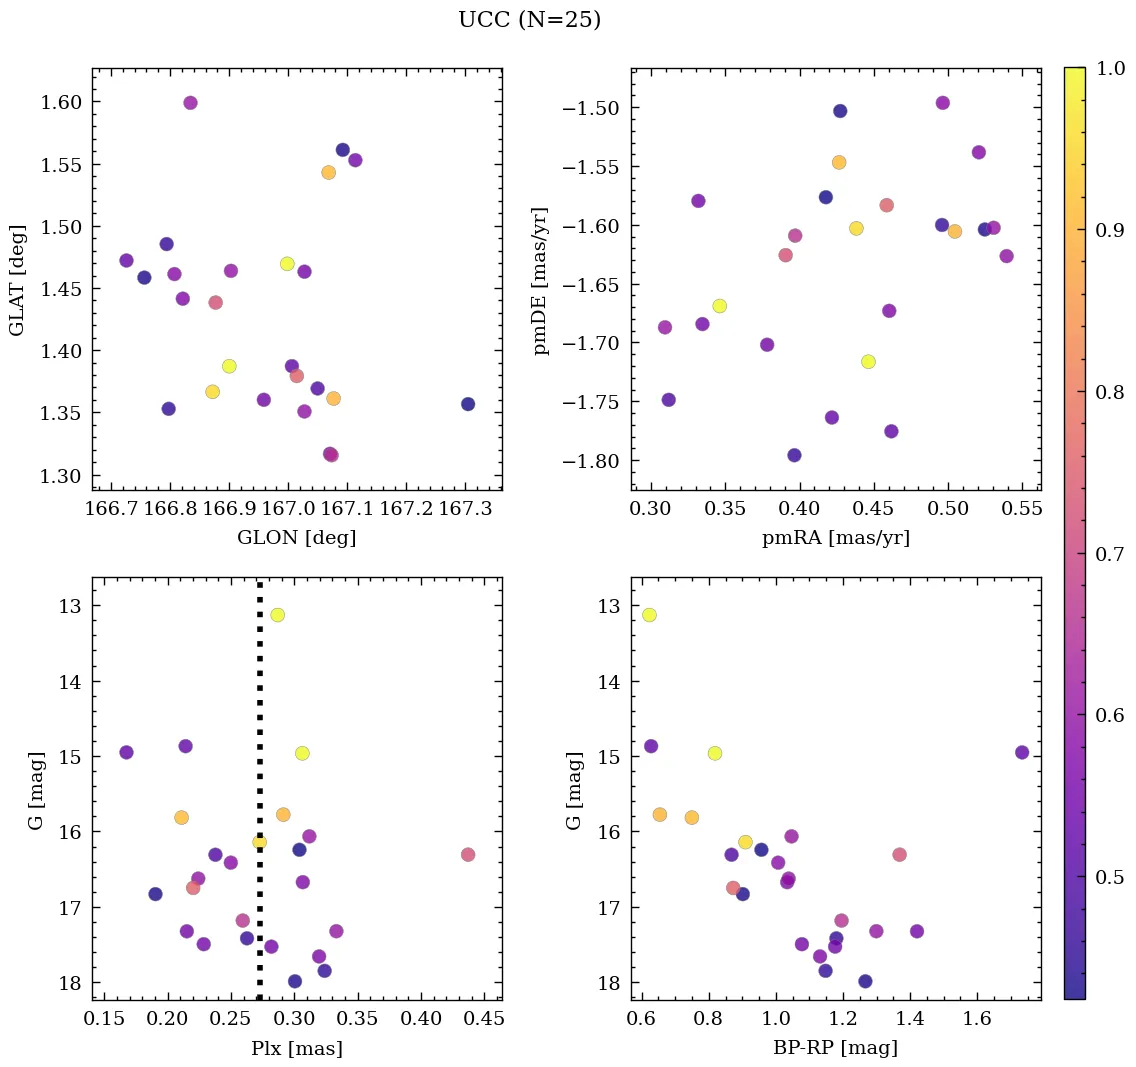 UCC (N=25)
1.60
1.55
1.50
1.45
1.40
1.35
1.30
GLAT [deg]
166.7 166.8 166.9 167.0 167.1 167.2 167.3
GLON [deg]
−1.50
−1.55
−1.60
−1.65
−1.70
−1.75
−1.80
pmDE [mas/yr]
0.30 0.35 0.40 0.45 0.50 0.55
pmRA [mas/yr]
13
14
15
16
17
18
G [mag]
0.15 0.20 0.25 0.30 0.35 0.40 0.45
Plx [mas]
13
14
15
16
17
18
G [mag]
0.6 0.8 1.0 1.2 1.4 1.6
BP-RP [mag]
1.0
0.9
0.8
0.7
0.6
0.5